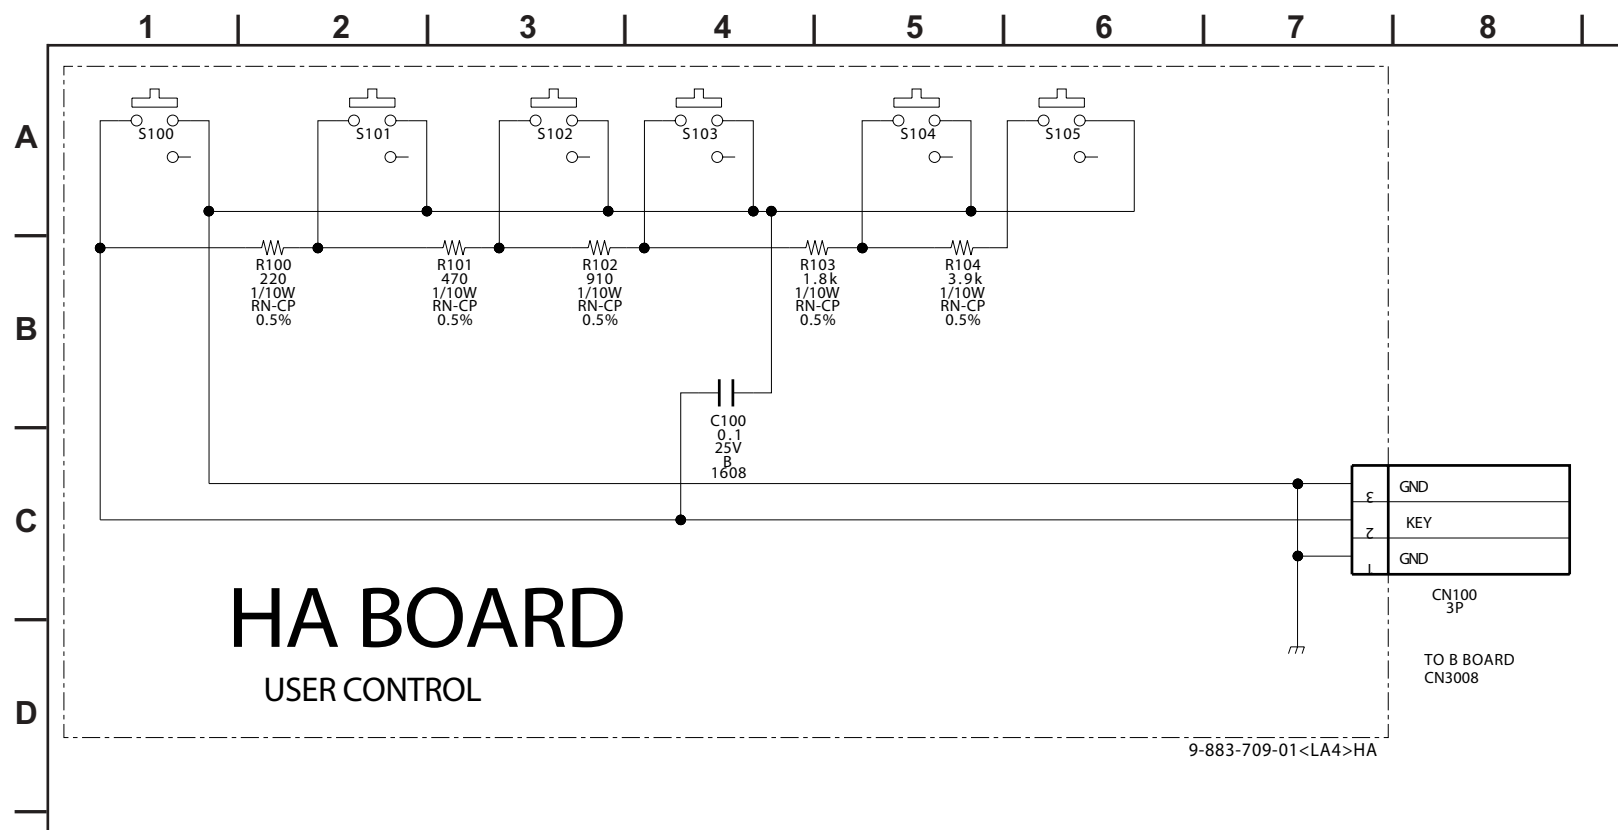 1 2 3 4 5 6 7 8
A
S100 S101 S102 S103 S104 S105
R100
220
1/10W
RN-CP
0.5%
R101
470
1/10W
RN-CP
0.5%
R102
910
1/10W
RN-CP
0.5%
R103
1.8k
1/10W
RN-CP
0.5%
R104
3.9k
1/10W
RN-CP
0.5%
B
C100
0.1
25V
B
1608
C
3 GND
2 KEY
1 GND
CN100
3P
HA BOARD
USER CONTROL
TO B BOARD
CN3008
D
9-883-709-01<LA4>HA